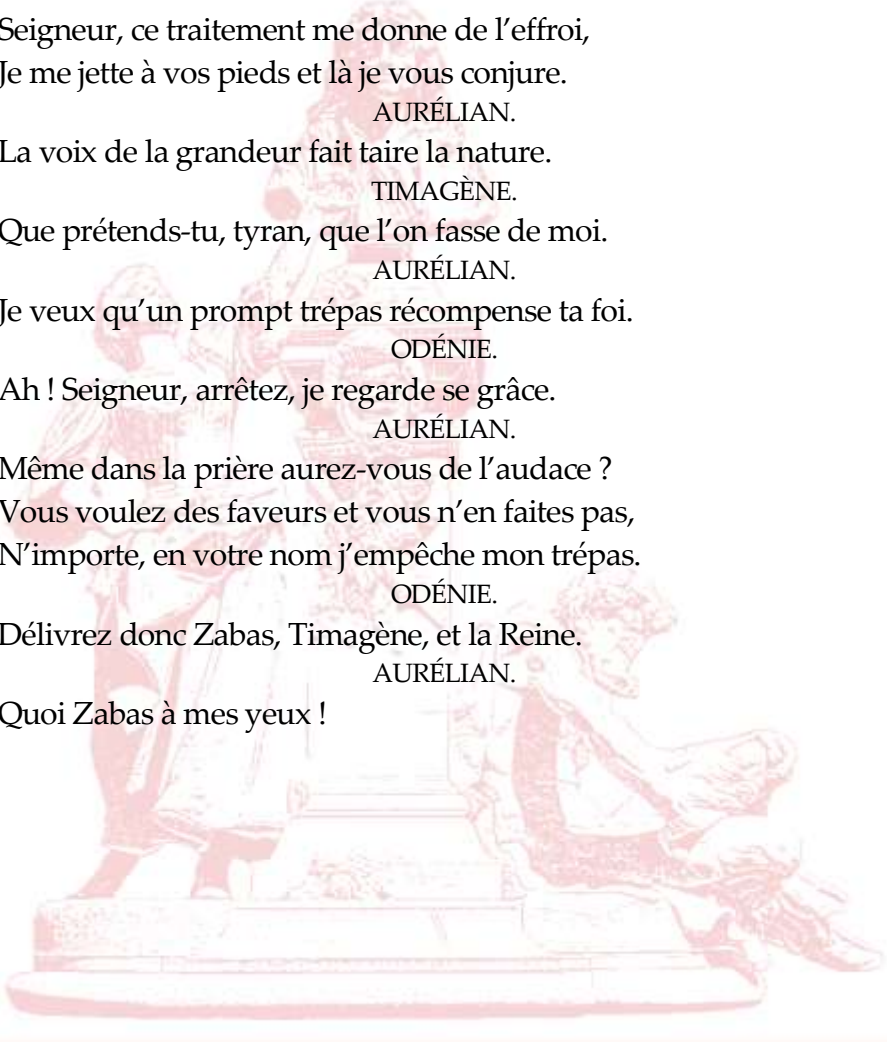 Seigneur, ce traitement me donne de l’effroi,
Je me jette à vos pieds et là je vous conjure.
AURÉLIAN.
La voix de la grandeur fait taire la nature.
TIMAGÈNE.
Que prétends-tu, tyran, que l’on fasse de moi.
AURÉLIAN.
Je veux qu’un prompt trépas récompense ta foi.
ODÉNIE.
Ah ! Seigneur, arrêtez, je regarde se grâce.
AURÉLIAN.
Même dans la prière aurez-vous de l’audace ?
Vous voulez des faveurs et vous n’en faites pas,
N’importe, en votre nom j’empêche mon trépas.
ODÉNIE.
Délivrez donc Zabas, Timagène, et la Reine.
AURÉLIAN.
Quoi Zabas à mes yeux !